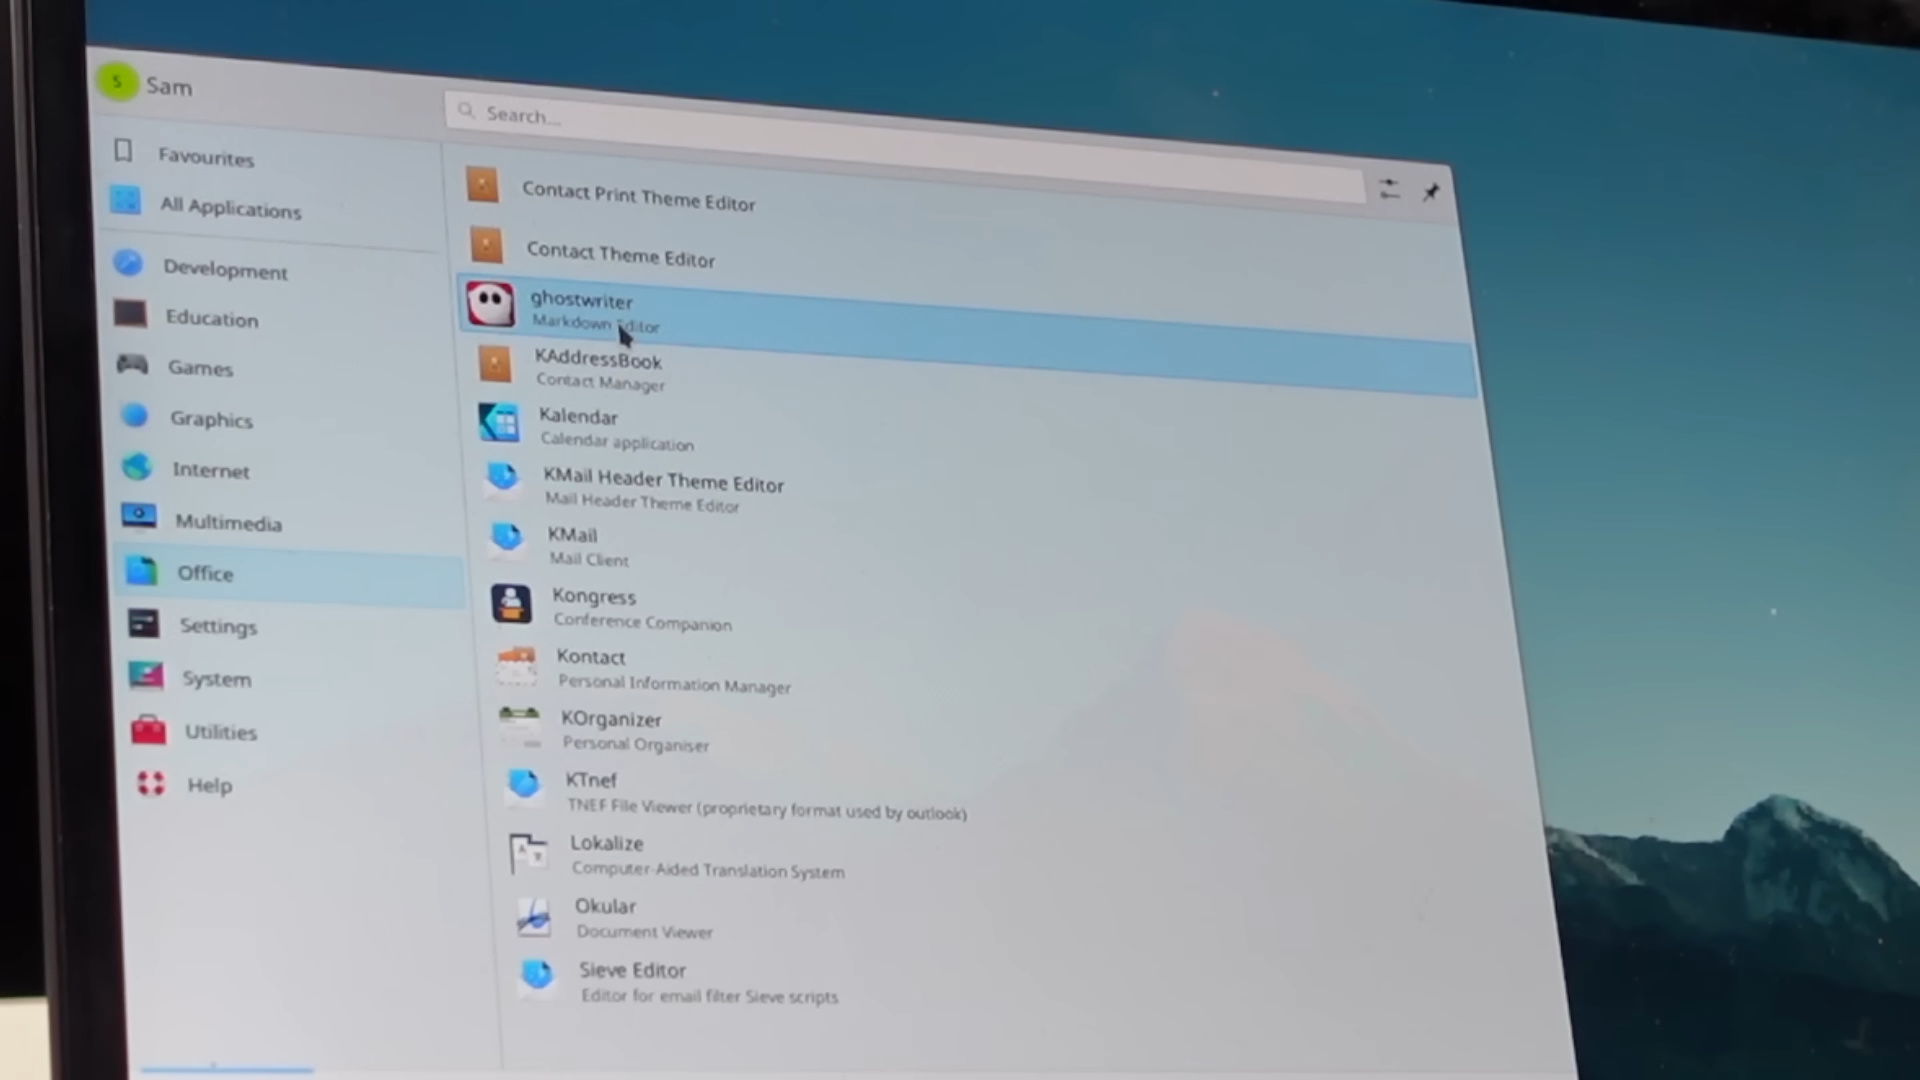 S
Sam
Search...
Favourites
All Applications
Development
Education
Games
Graphics
Internet
Multimedia
Office
Settings
System
Utilities
Help
Contact Print Theme Editor
Contact Theme Editor
ghostwriter
Markdown Editor
KAddressBook
Contact Manager
Kalendar
Calendar application
KMail Header Theme Editor
Mail Header Theme Editor
KMail
Mail Client
Kongress
Conference Companion
Kontact
Personal Information Manager
KOrganizer
Personal Organiser
KTnef
TNEF File Viewer (proprietary format used by outlook)
Lokalize
Computer-Aided Translation System
Okular
Document Viewer
Sieve Editor
Editor for email filter Sieve scripts